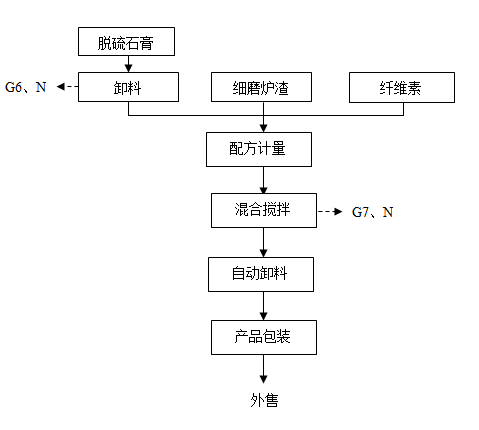 脱硫石膏
G6、N
卸料
细磨炉渣
纤维素
配方计量
混合搅拌
G7、N
自动卸料
产品包装
外售